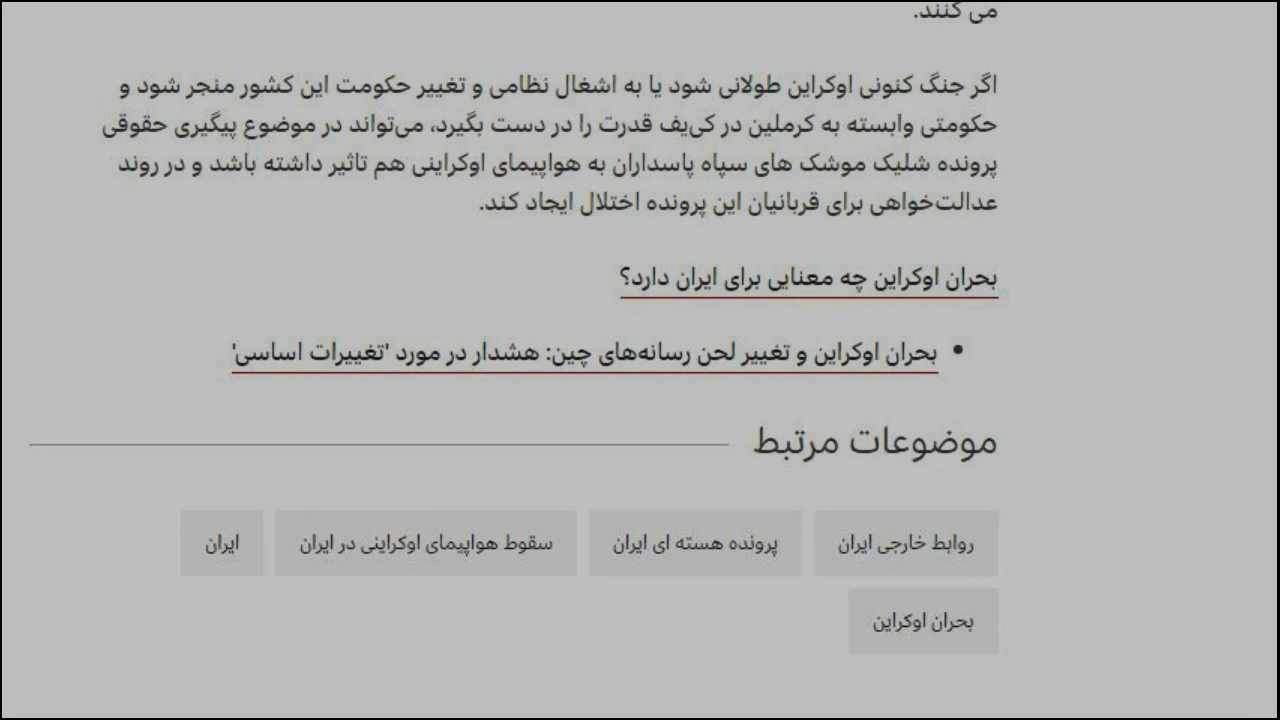 می کنند.
اگر جنگ کنونی اوکراین طولانی شود یا به اشغال نظامی و تغییر حکومت این کشور منجر شود و
حکومتی وابسته به کرملین در کی‌یف قدرت را در دست بگیرد، می‌تواند در موضوع پیگیری حقوقی
پرونده شلیک موشک های سپاه پاسداران به هواپیمای اوکراینی هم تاثیر داشته باشد و در روند
عدالت‌خواهی برای قربانیان این پرونده اختلال ایجاد کند.
بحران اوکراین چه معنایی برای ایران دارد؟
• بحران اوکراین و تغییر لحن رسانه‌های چین: هشدار در مورد 'تغییرات اساسی'
موضوعات مرتبط
روابط خارجی ایران پرونده هسته ای ایران سقوط هواپیمای اوکراینی در ایران ایران
بحران اوکراین